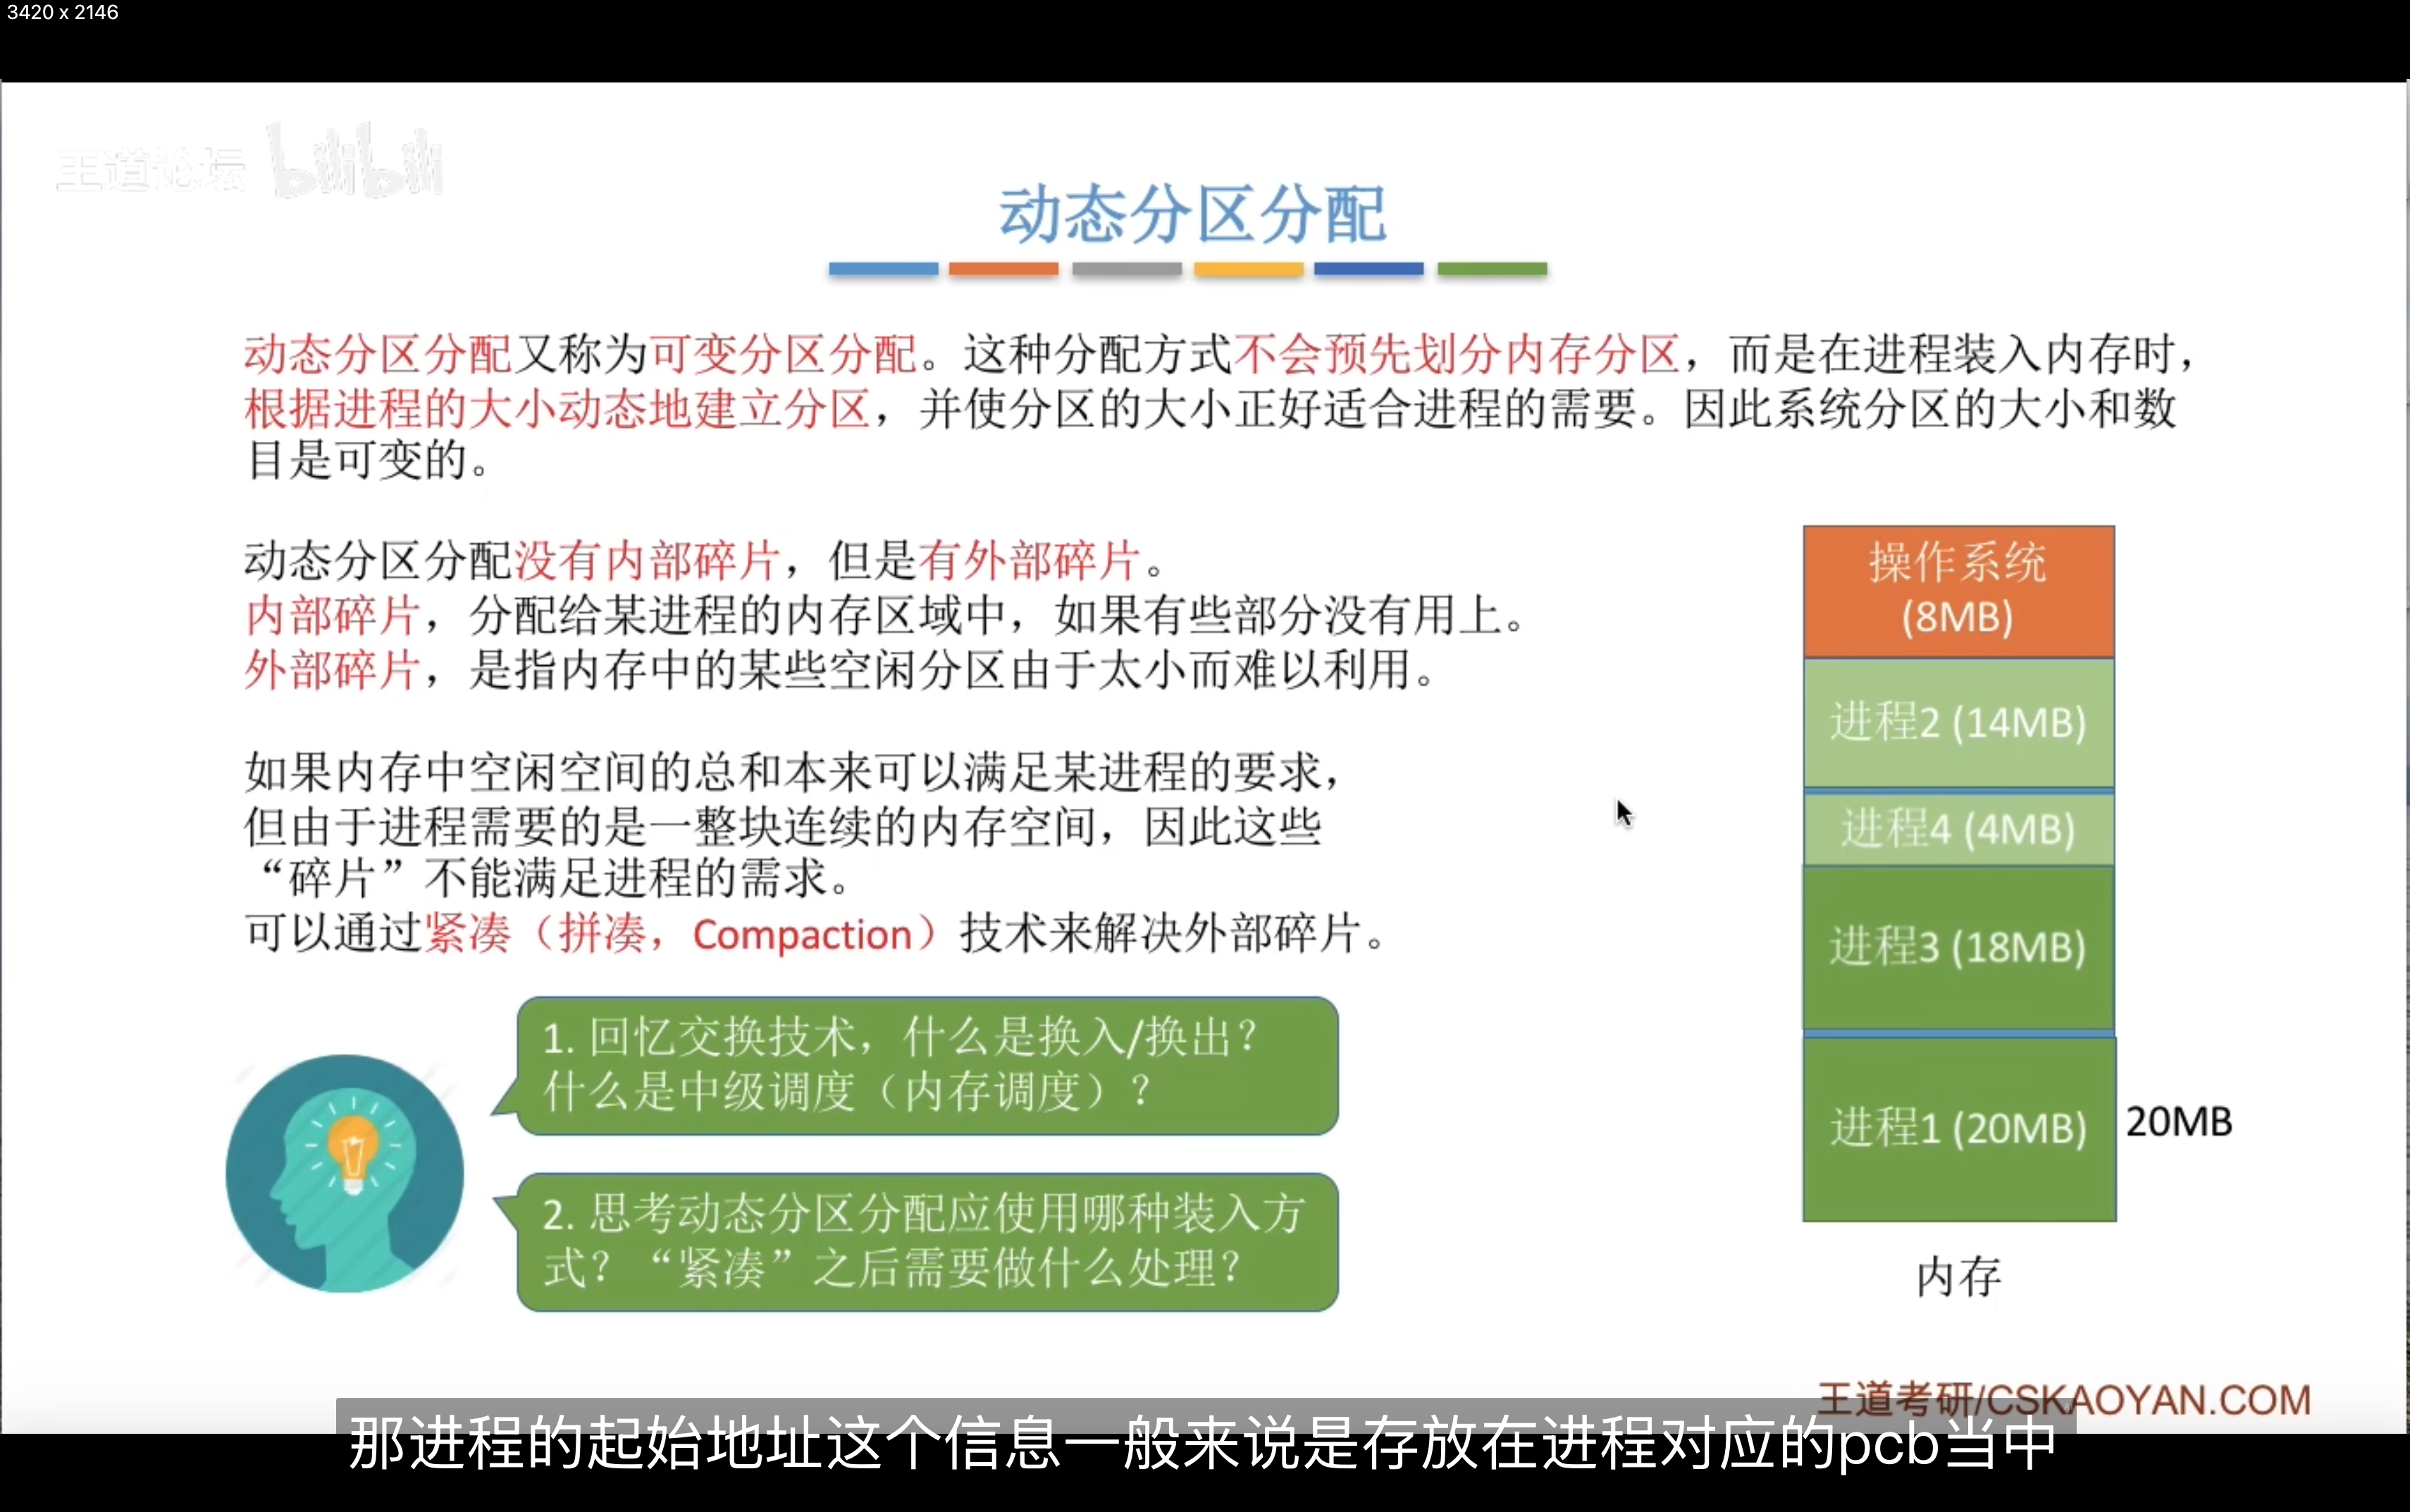 3420 x 2146
王道论坛 bilibili
动态分区分配
动态分区分配又称为可变分区分配。这种分配方式不会预先划分内存分区，而是在进程装入内存时，
根据进程的大小动态地建立分区，并使分区的大小正好适合进程的需要。因此系统分区的大小和数
目是可变的。
动态分区分配没有内部碎片，但是有外部碎片。
内部碎片，分配给某进程的内存区域中，如果有些部分没有用上。
外部碎片，是指内存中的某些空闲分区由于太小而难以利用。
如果内存中空闲空间的总和本来可以满足某进程的要求，
但由于进程需要的是一整块连续的内存空间，因此这些
“碎片”不能满足进程的需求。
可以通过紧凑（拼凑，Compaction）技术来解决外部碎片。
1. 回忆交换技术，什么是换入/换出？
什么是中级调度（内存调度）？
2. 思考动态分区分配应使用哪种装入方
式？“紧凑”之后需要做什么处理？
操作系统
(8MB)
进程2 (14MB)
进程4 (4MB)
进程3 (18MB)
进程1 (20MB)
20MB
内存
王道考研/CSKAOYAN.COM
那进程的起始地址这个信息一般来说是存放在进程对应的pcb当中